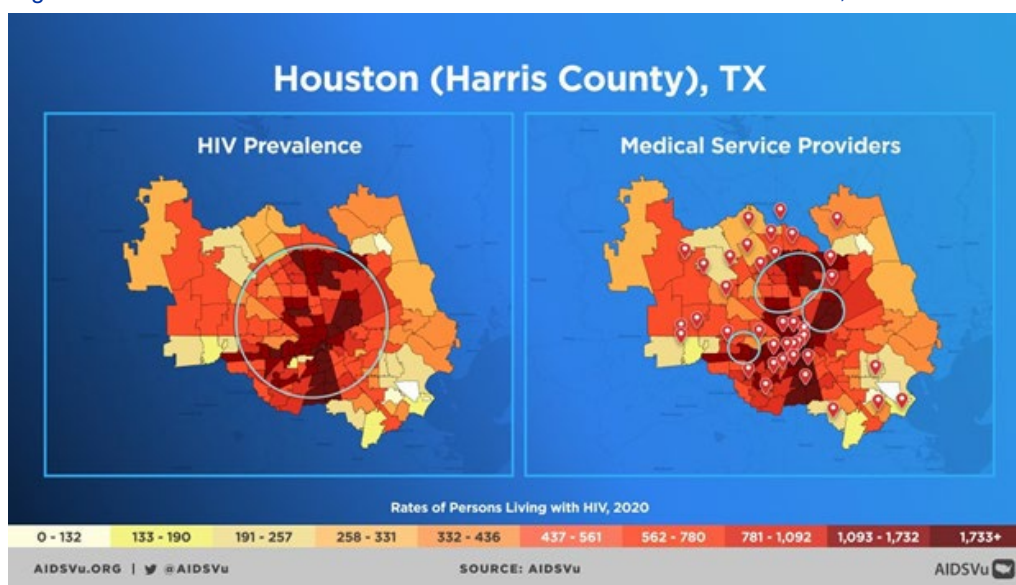 Houston (Harris County), TX
HIV Prevalence
Medical Service Providers
Rates of Persons Living with HIV, 2020
0 - 132 133 - 190 191 - 257 258 - 331 332 - 436 437 - 561 562 - 780 781 - 1,092 1,093 - 1,732 1,733+
AIDSVu.ORG | @AIDSVu SOURCE: AIDSVu AIDSVu